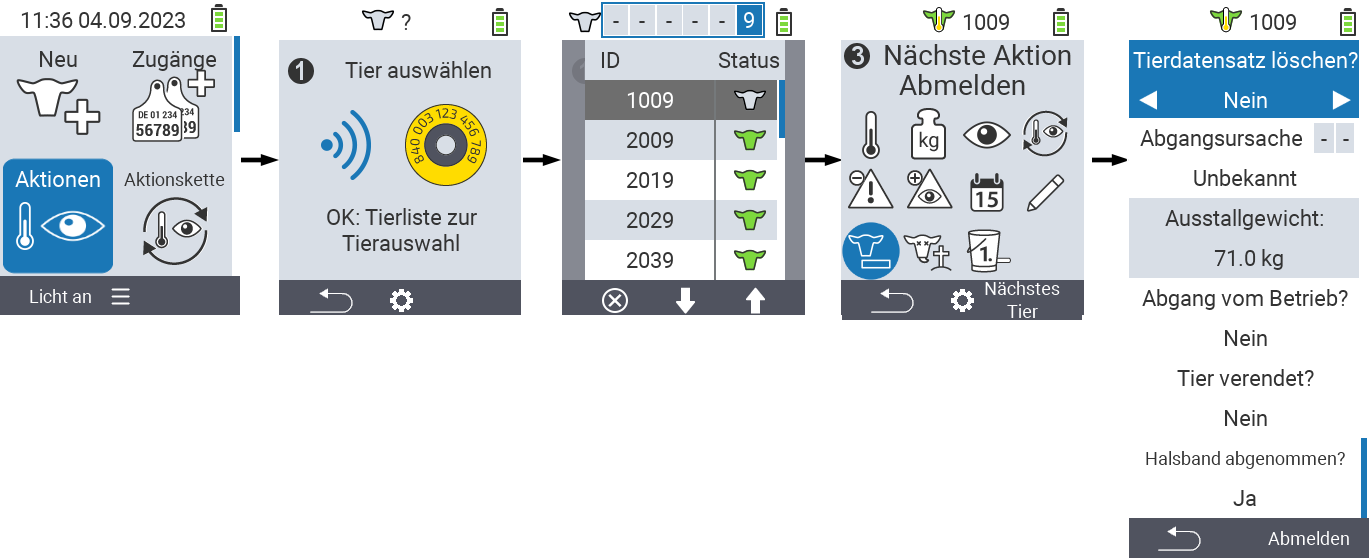 11:36 04.09.2023
Neu
Zugänge
DE 01 234
234
56789
39
Aktionen
Aktionskette
Licht an
?
1
Tier auswählen
840 003 123 456 789
OK: Tierliste zur
Tierauswahl
- - - - - 9
ID
Status
1009
2009
2019
2029
2039
1009
3 Nächste Aktion
Abmelden
kg
15
1.
Nächstes
Tier
1009
Tierdatensatz löschen?
Nein
Abgangsursache - -
Unbekannt
Ausstallgewicht:
71.0 kg
Abgang vom Betrieb?
Nein
Tier verendet?
Nein
Halsband abgenommen?
Ja
Abmelden